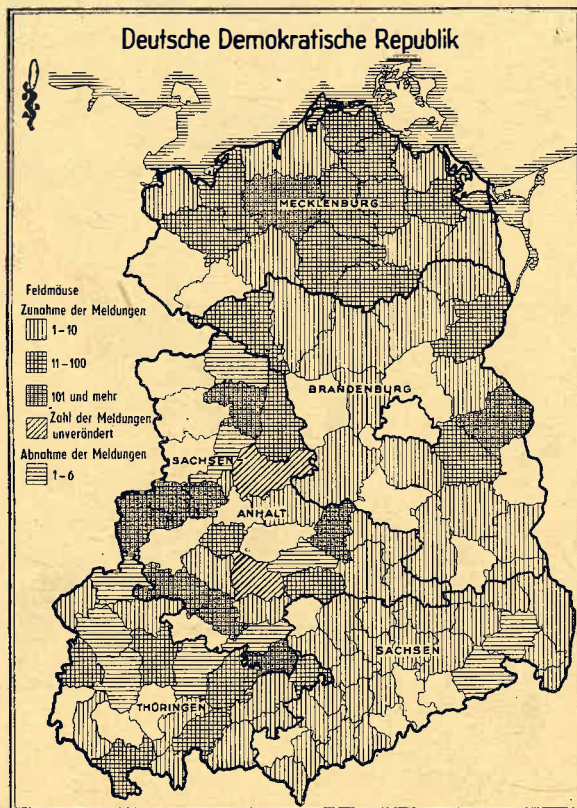 Deutsche Demokratische Republik
MECKLENBURG
Feldmäuse
Zunahme der Meldungen
1-10
11-100
101 und mehr
Zahl der Meldungen
unverändert
Abnahme der Meldungen
1-6
BRANDENBURG
SACHSEN
ANHALT
SACHSEN
THÜRINGEN